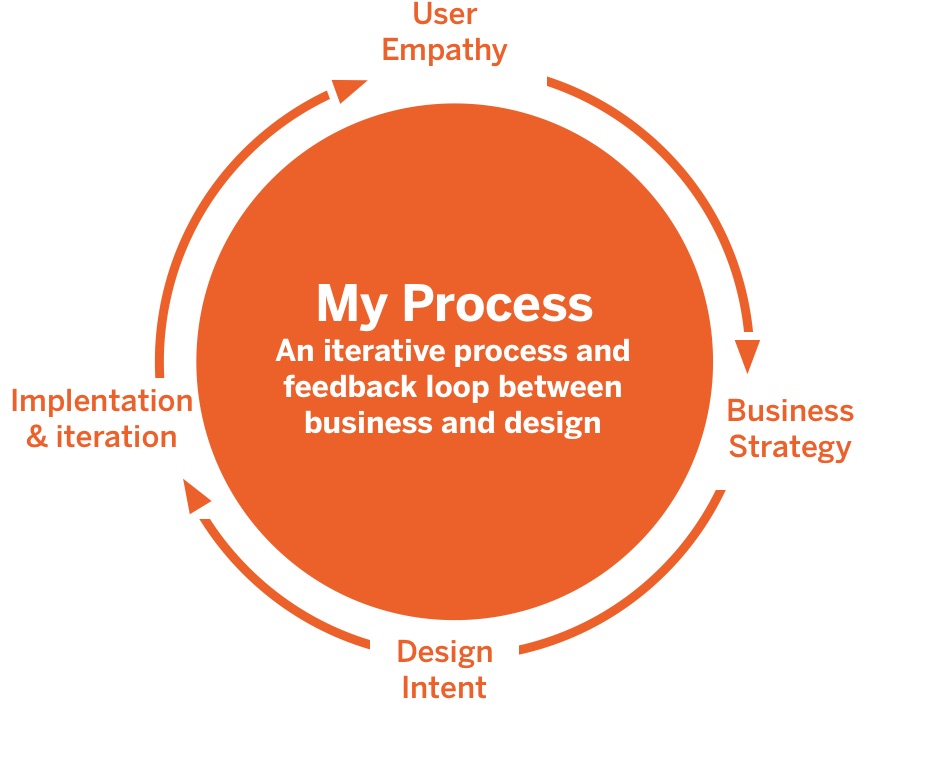 User
Empathy
My Process
An iterative process and
feedback loop between
business and design
Implentation
& iteration
Business
Strategy
Design
Intent